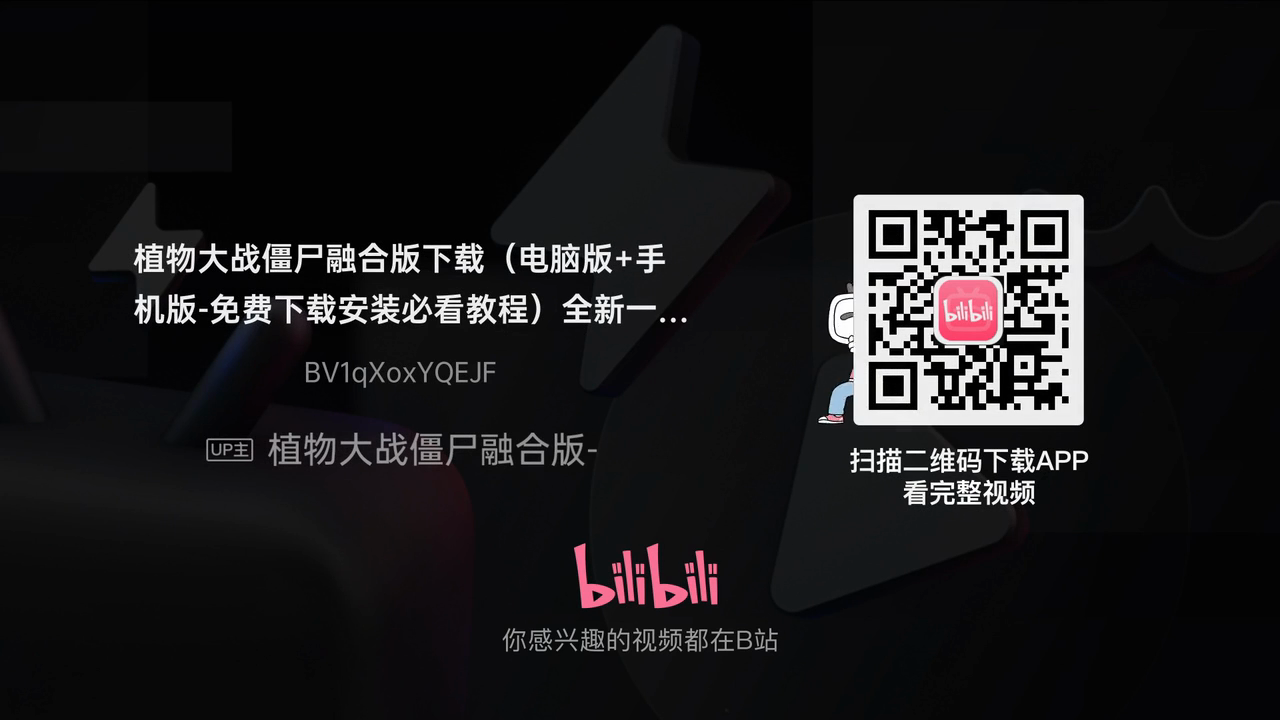 植物大战僵尸融合版下载（电脑版+手
机版-免费下载安装必看教程）全新一...
BV1qXoxYQEJF
UP主 植物大战僵尸融合版-
bilibili
扫描二维码下载APP
看完整视频
bilibili
你感兴趣的视频都在B站